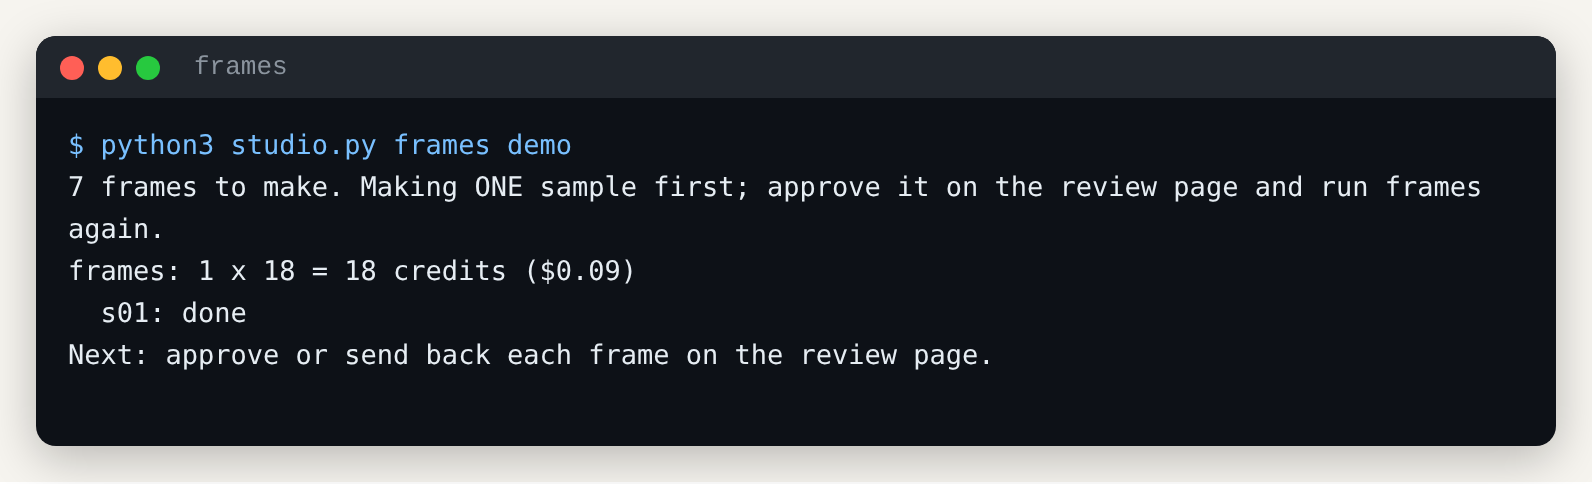 frames
$ python3 studio.py frames demo
7 frames to make. Making ONE sample first; approve it on the review page and run frames
again.
frames: 1 x 18 = 18 credits ($0.09)
  s01: done
Next: approve or send back each frame on the review page.